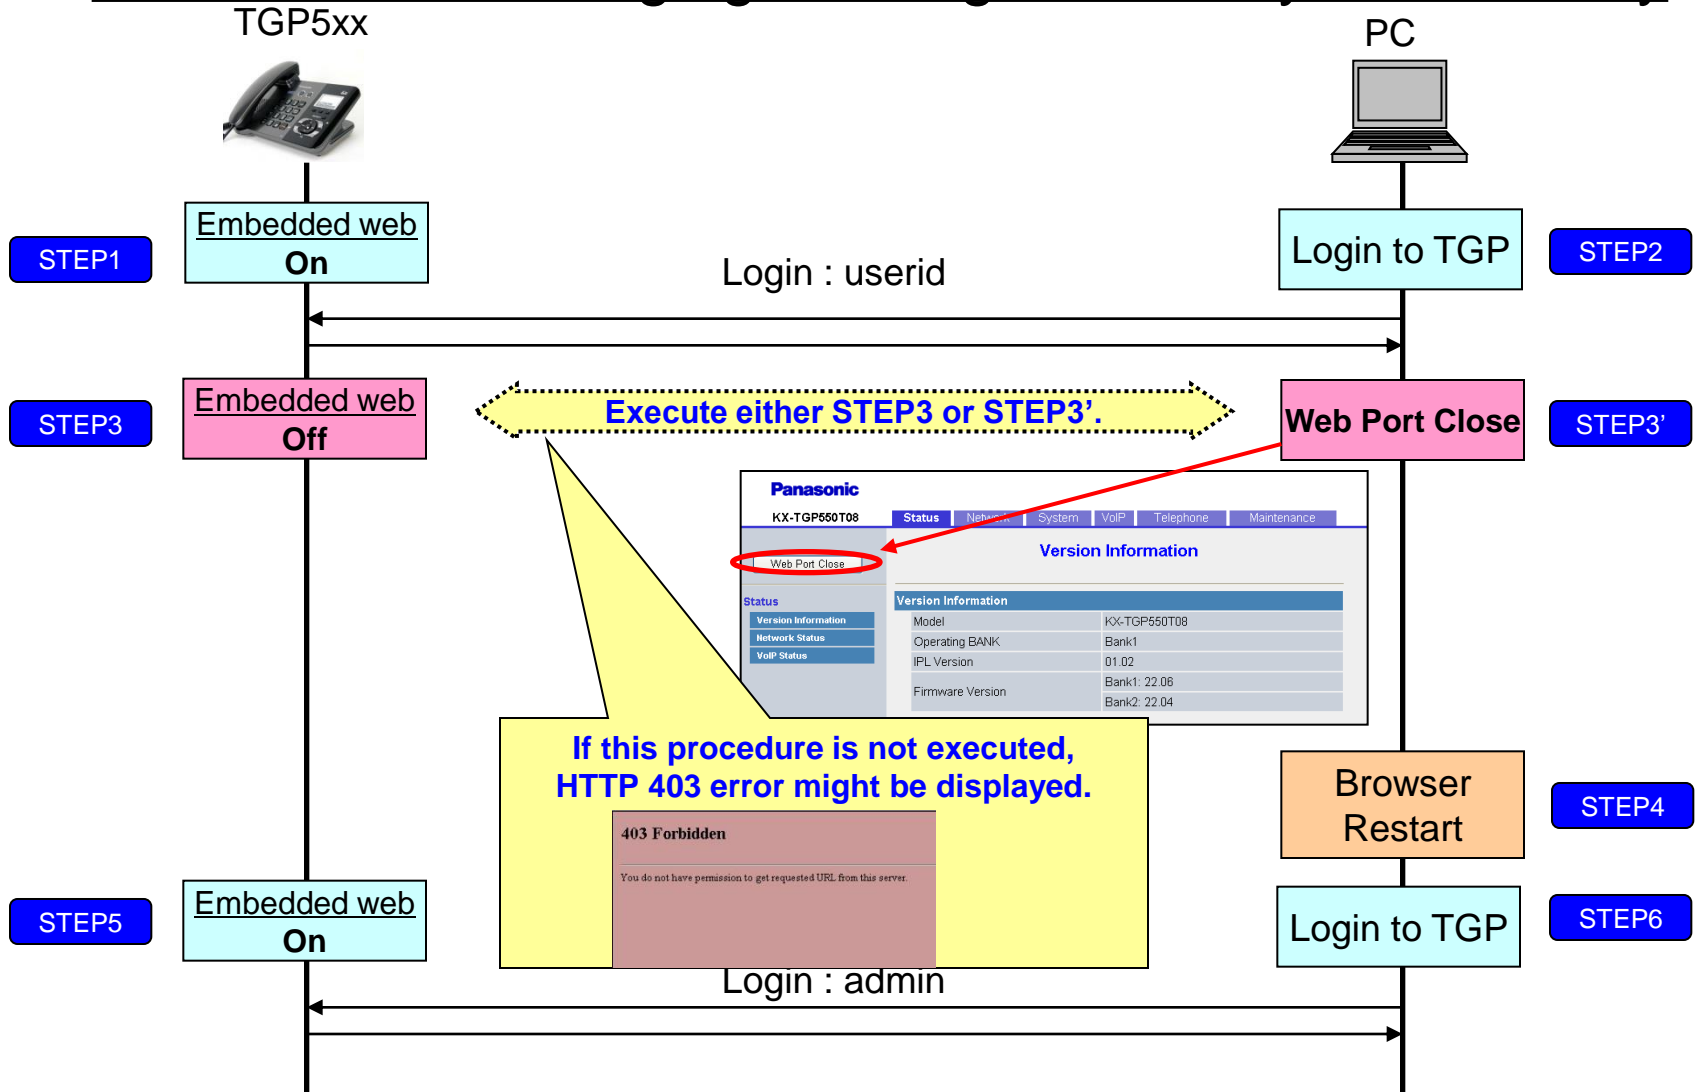 TGP5xx
PC
Embedded web
On
STEP1
Login to TGP
STEP2
Login : userid
Embedded web
Off
STEP3
Execute either STEP3 or STEP3’.
Web Port Close
STEP3’
Panasonic
KX-TGP550T08
Status Network System VoIP Telephone Maintenance
Web Port Close
Version Information
Status
Version Information
Network Status
VoIP Status
Version Information
Model KX-TGP550T08
Operating BANK Bank1
IPL Version 01.02
Firmware Version Bank1: 22.06
Bank2: 22.04
If this procedure is not executed,
HTTP 403 error might be displayed.
403 Forbidden
You do not have permission to get requested URL from this server.
Browser
Restart
STEP4
Embedded web
On
STEP5
Login to TGP
STEP6
Login : admin